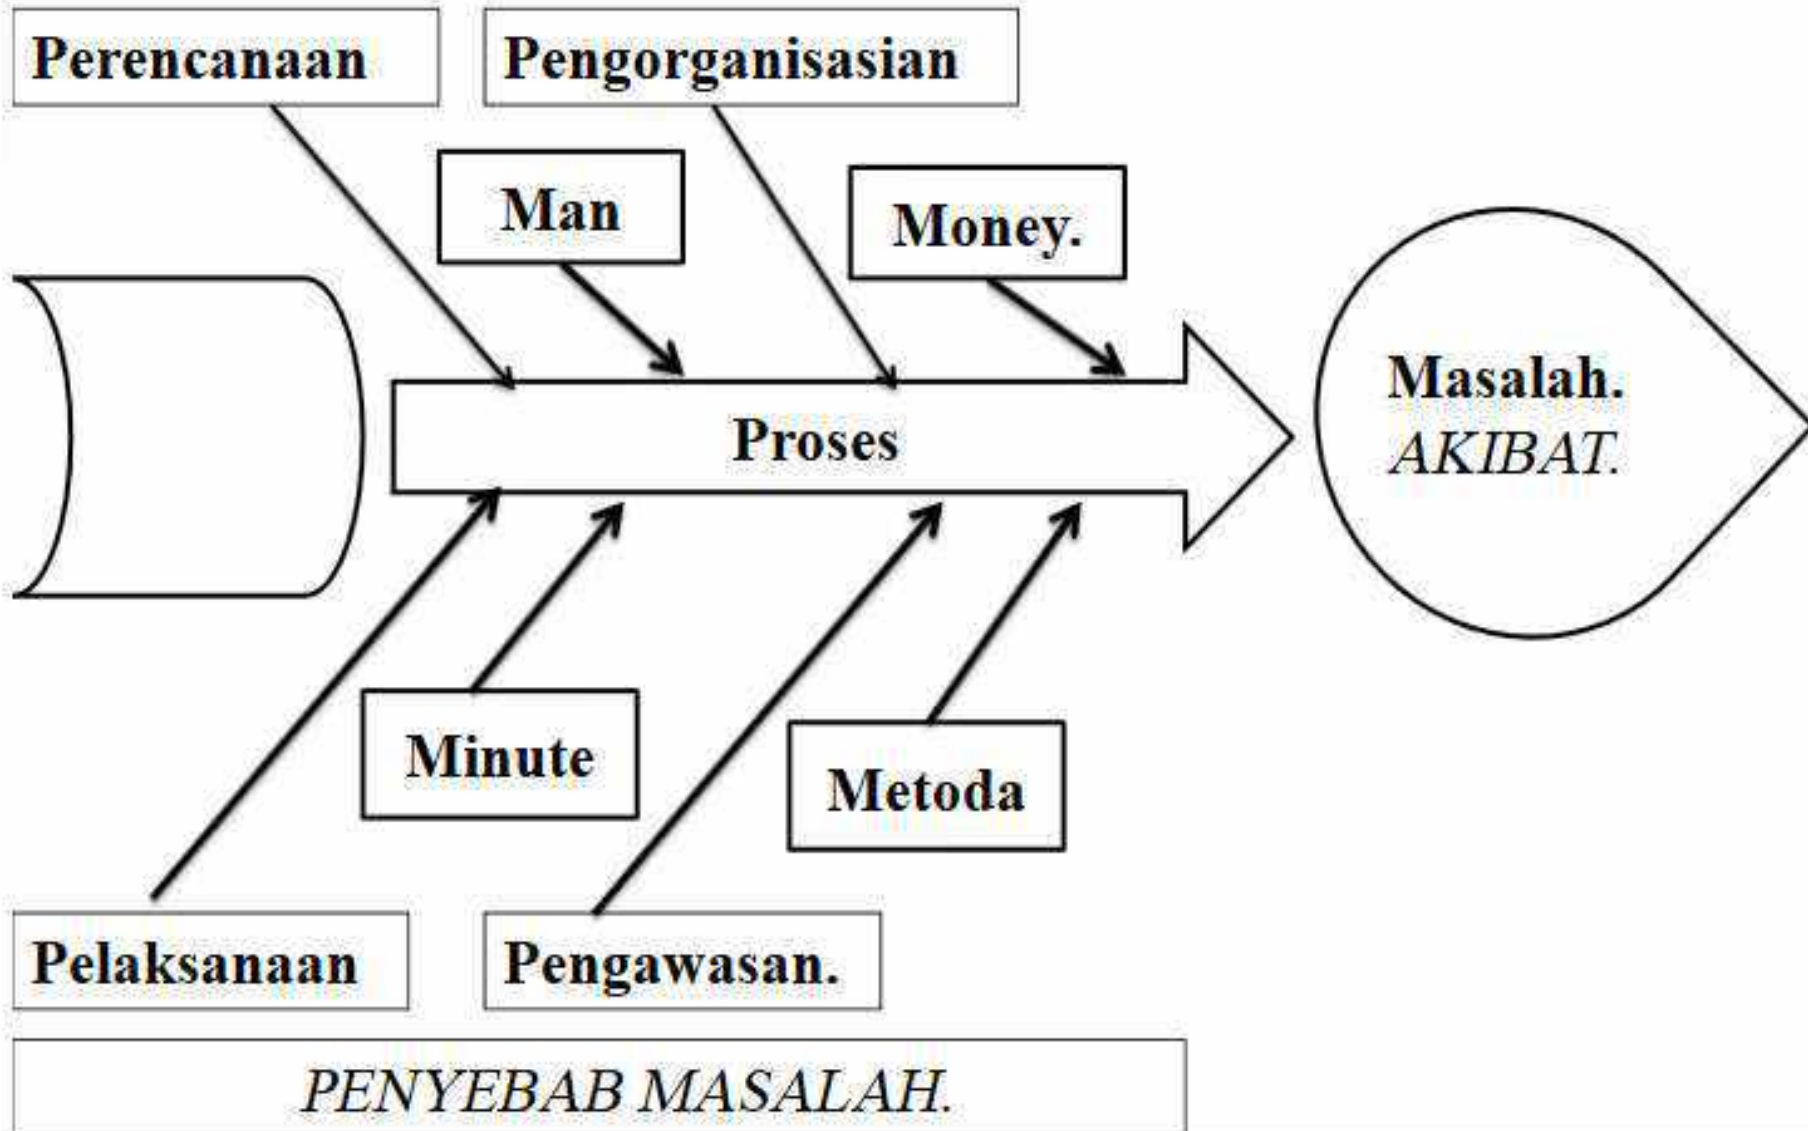 Perencanaan
Pengorganisasian
Man
Money.
Proses
Masalah.
AKIBAT.
Minute
Metoda
Pelaksanaan
Pengawasan.
PENYEBAB MASALAH.